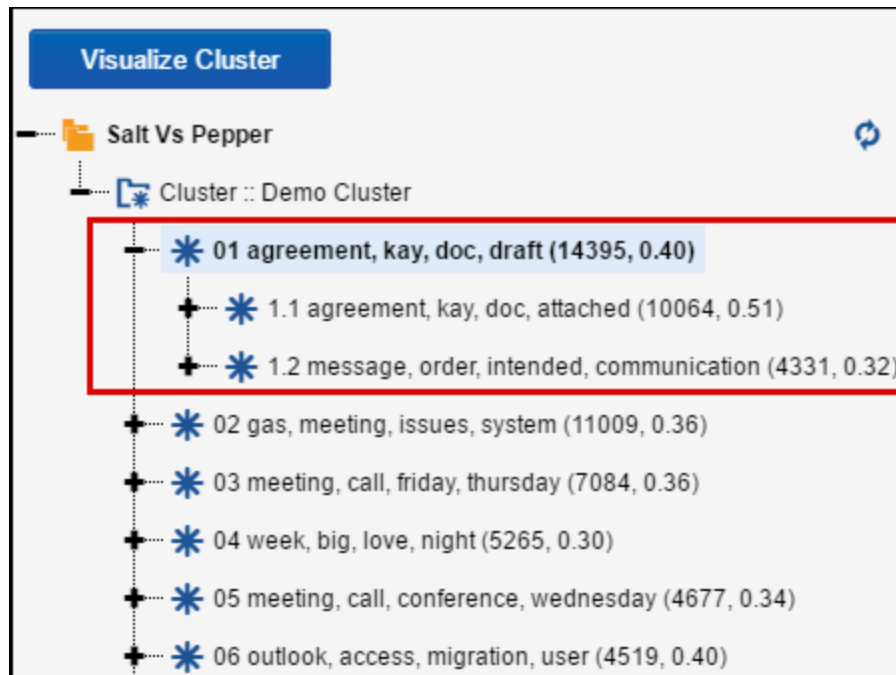 Visualize Cluster
Salt Vs Pepper
Cluster :: Demo Cluster
01 agreement, kay, doc, draft (14395, 0.40)
1.1 agreement, kay, doc, attached (10064, 0.51)
1.2 message, order, intended, communication (4331, 0.32)
02 gas, meeting, issues, system (11009, 0.36)
03 meeting, call, friday, thursday (7084, 0.36)
04 week, big, love, night (5265, 0.30)
05 meeting, call, conference, wednesday (4677, 0.34)
06 outlook, access, migration, user (4519, 0.40)